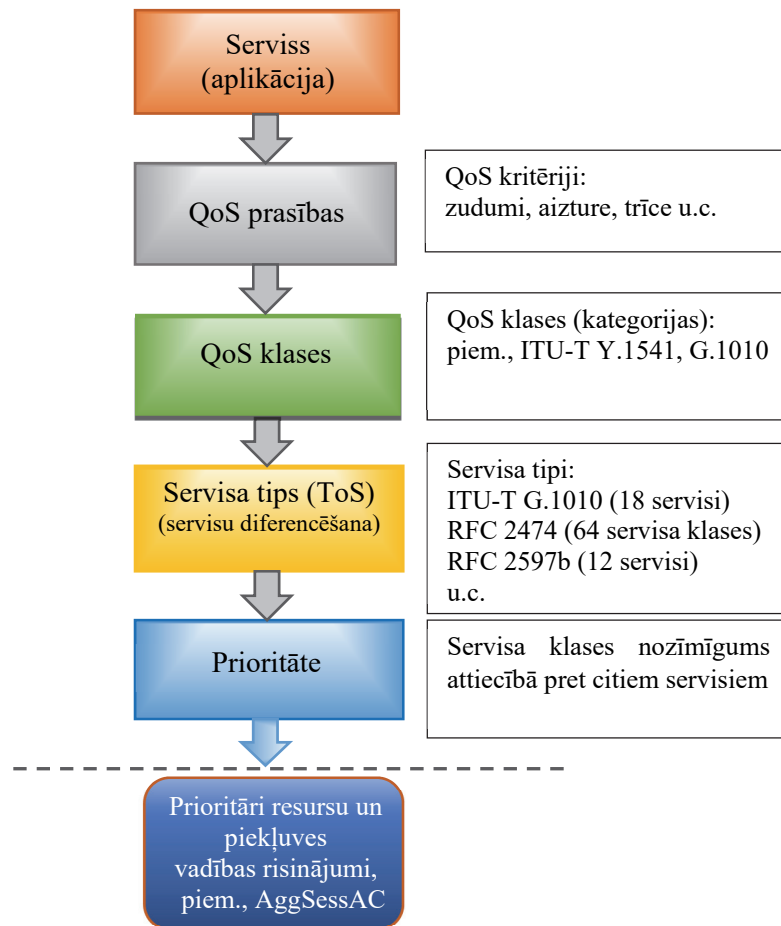 Serviss
(aplikācija)
QoS prasības
QoS kritēriji:
zudumi, aizture, trīce u.c.
QoS klases
QoS klases (kategorijas):
piem., ITU-T Y.1541, G.1010
Servisa tips (ToS)
(servisu diferencēšana)
Servisa tipi:
ITU-T G.1010 (18 servisi)
RFC 2474 (64 servisa klases)
RFC 2597b (12 servisi)
u.c.
Prioritāte
Servisa klases nozīmīgums
attiecībā pret citiem servisiem
Prioritāri resursu un
piekļuves
vadības risinājumi,
piem., AggSessAC